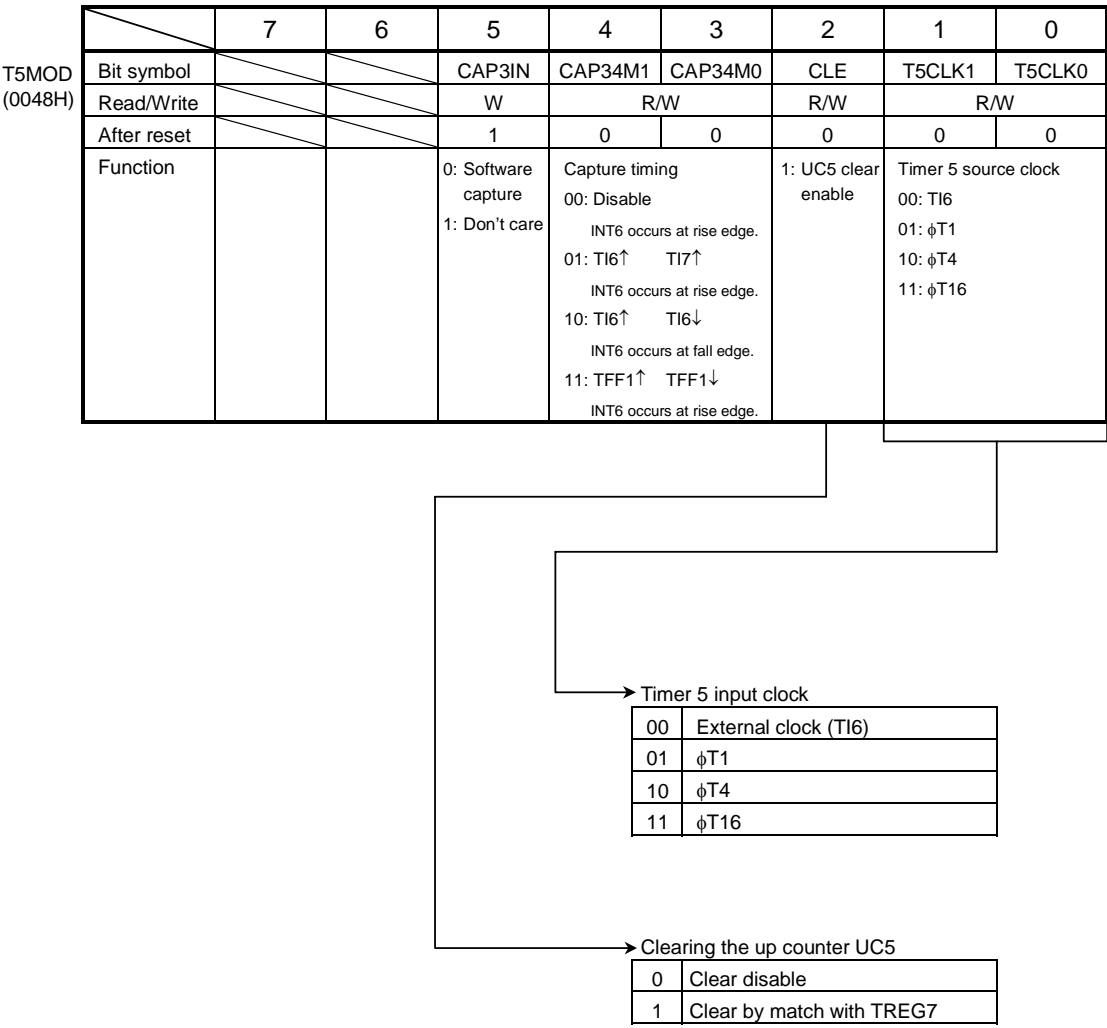 7 6 5 4 3 2 1 0
T5MOD
(0048H)
Bit symbol CAP3IN CAP34M1 CAP34M0 CLE T5CLK1 T5CLK0
Read/Write W R/W R/W R/W
After reset 1 0 0 0 0 0
Function 0: Software capture 1: Don't care
Capture timing
00: Disable
INT6 occurs at rise edge.
01: TI6↑ TI7↑
INT6 occurs at rise edge.
10: TI6↑ TI6↓
INT6 occurs at fall edge.
11: TFF1↑ TFF1↓
INT6 occurs at rise edge.
1: UC5 clear
enable
Timer 5 source clock
00: TI6
01: ϕT1
10: ϕT4
11: ϕT16
Timer 5 input clock
00 External clock (TI6)
01 ϕT1
10 ϕT4
11 ϕT16
Clearing the up counter UC5
0 Clear disable
1 Clear by match with TREG7